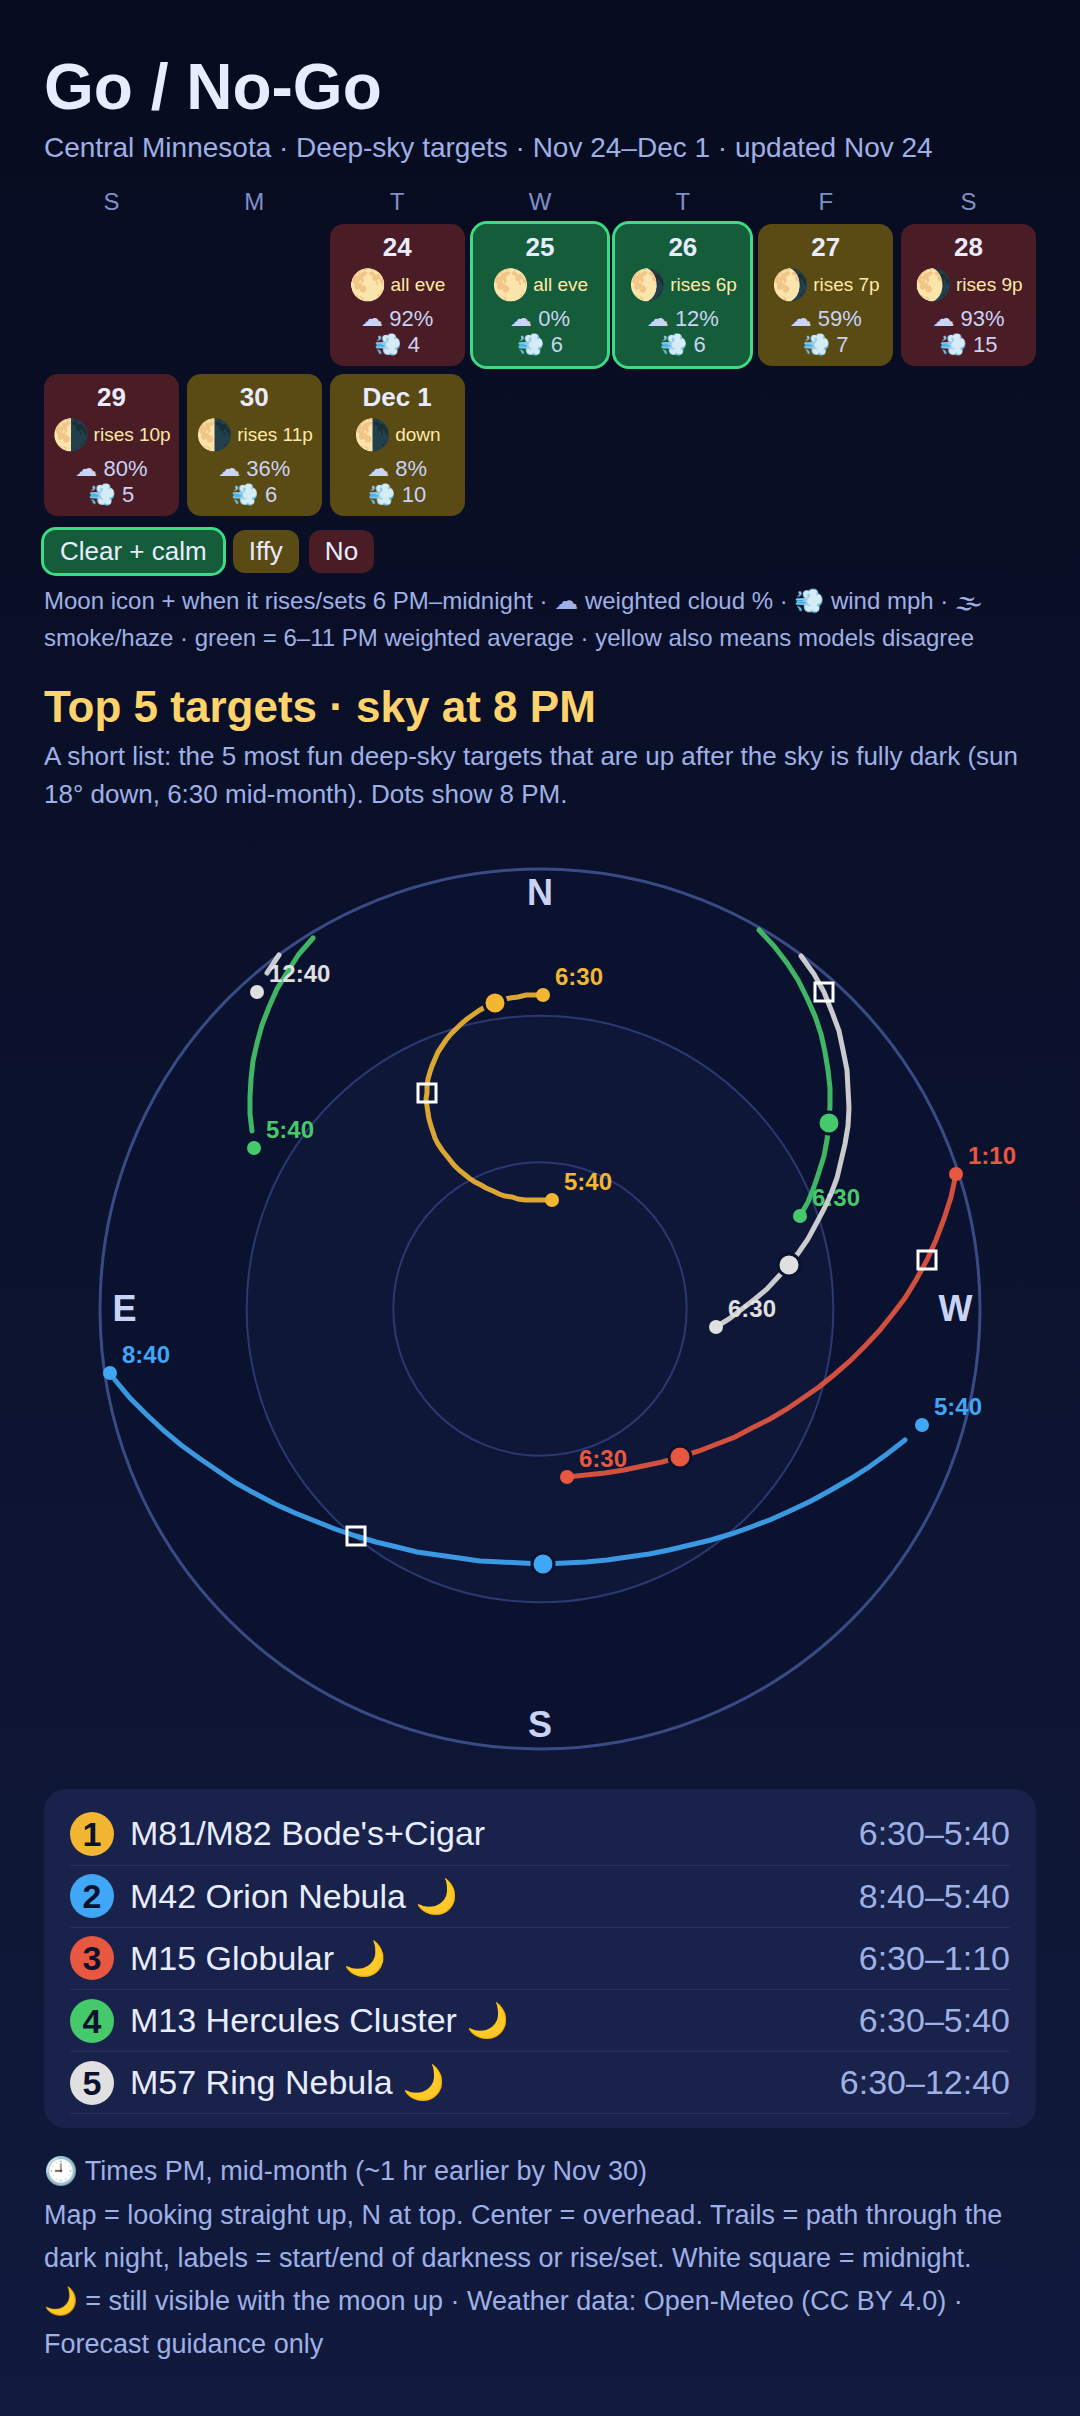 Go / No-Go
Central Minnesota · Deep-sky targets · Nov 24–Dec 1 · updated Nov 24
S M T W T F S
24 25 26 27 28
all eve all eve rises 6p rises 7p rises 9p
92% 0% 12% 59% 93%
4 6 6 7 15
29 30 Dec 1
rises 10p rises 11p down
80% 36% 8%
5 6 10
Clear + calm Iffy No
Moon icon + when it rises/sets 6 PM–midnight · ☁ weighted cloud % · 💨 wind mph · 🌫
smoke/haze · green = 6–11 PM weighted average · yellow also means models disagree
Top 5 targets · sky at 8 PM
A short list: the 5 most fun deep-sky targets that are up after the sky is fully dark (sun
18° down, 6:30 mid-month). Dots show 8 PM.
N
12:40 6:30
5:40
1:10
5:40 6:30
E 6:30 W
8:40
5:40
6:30
S
1 M81/M82 Bode's+Cigar 6:30–5:40
2 M42 Orion Nebula 🌙 8:40–5:40
3 M15 Globular 🌙 6:30–1:10
4 M13 Hercules Cluster 🌙 6:30–5:40
5 M57 Ring Nebula 🌙 6:30–12:40
🕘 Times PM, mid-month (~1 hr earlier by Nov 30)
Map = looking straight up, N at top. Center = overhead. Trails = path through the
dark night, labels = start/end of darkness or rise/set. White square = midnight.
🌙 = still visible with the moon up · Weather data: Open-Meteo (CC BY 4.0) ·
Forecast guidance only